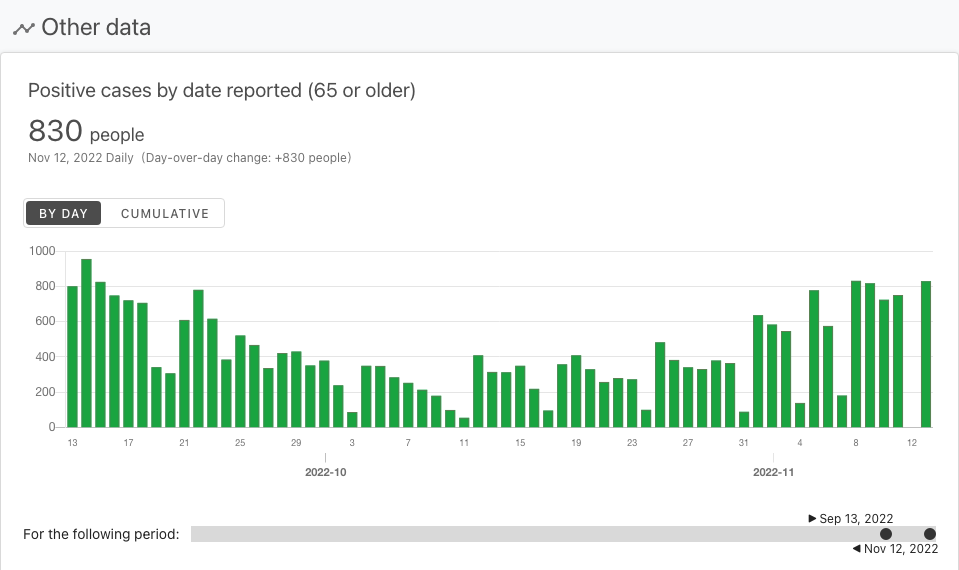 Other data
Positive cases by date reported (65 or older)
830 people
Nov 12, 2022 Daily (Day-over-day change: +830 people)
BY DAY CUMULATIVE
1000
800
600
400
200
0
13 17 21 25 29 3 7 11 15 19 23 27 31 4 8 12
2022-10 2022-11
Sep 13, 2022
For the following period:
Nov 12, 2022